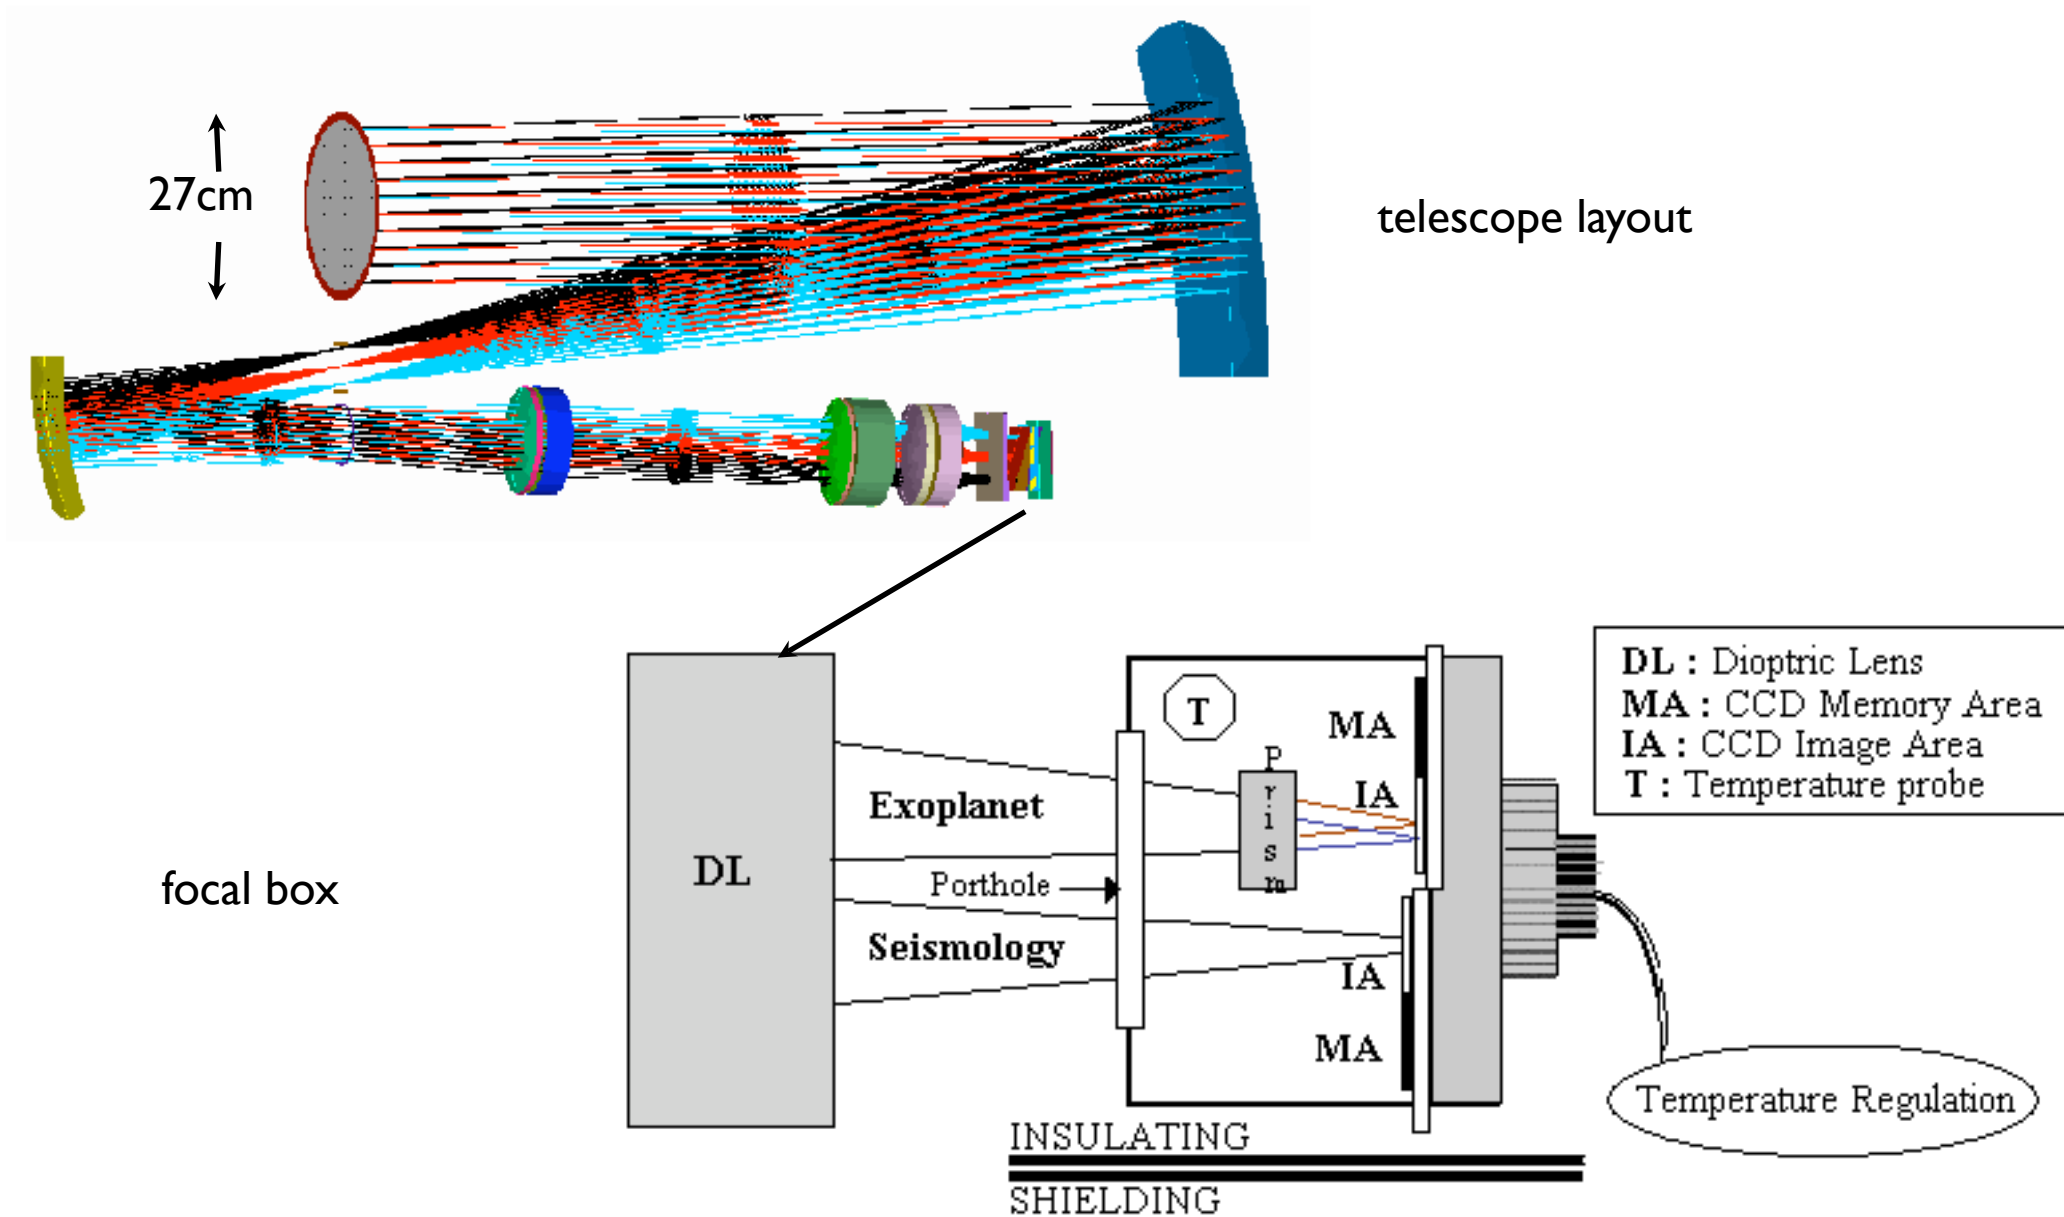 27cm
telescope layout
DL : Dioptric Lens
MA : CCD Memory Area
IA : CCD Image Area
T : Temperature probe
T
MA
Prism
IA
Exoplanet
DL
focal box
Porthole
Seismology
IA
MA
Temperature Regulation
INSULATING
SHIELDING